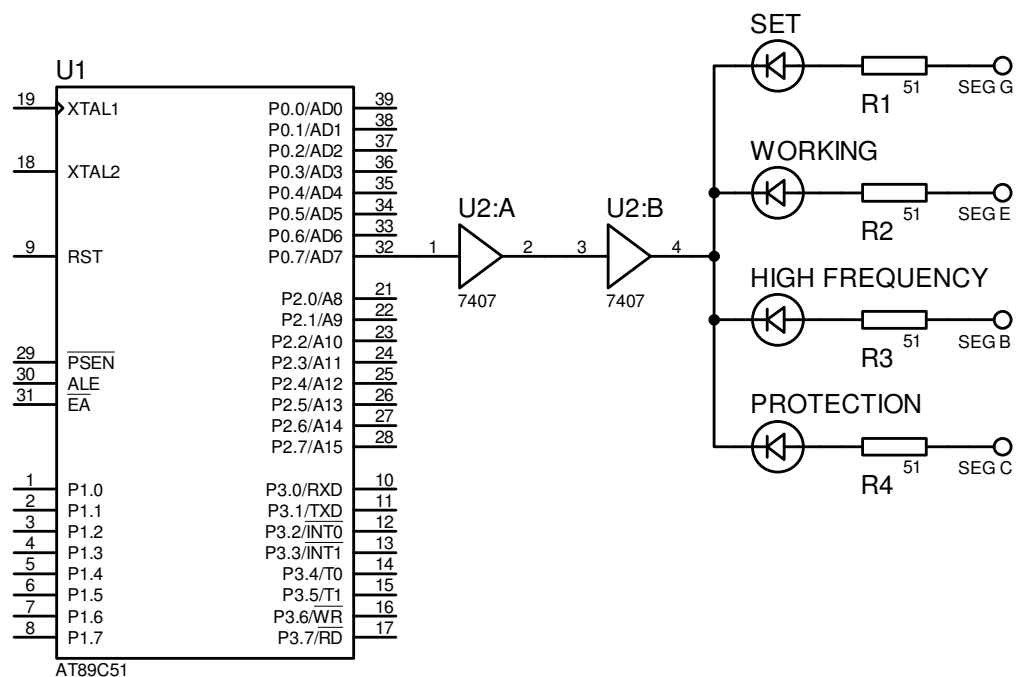 U1
19
XTAL1
18
XTAL2
9
RST
29
PSEN
30
ALE
31
EA
1
P1.0
2
P1.1
3
P1.2
4
P1.3
5
P1.4
6
P1.5
7
P1.6
8
P1.7
P0.0/AD0
39
P0.1/AD1
38
P0.2/AD2
37
P0.3/AD3
36
P0.4/AD4
35
P0.5/AD5
34
P0.6/AD6
33
P0.7/AD7
32
P2.0/A8
21
P2.1/A9
22
P2.2/A10
23
P2.3/A11
24
P2.4/A12
25
P2.5/A13
26
P2.6/A14
27
P2.7/A15
28
P3.0/RXD
10
P3.1/TXD
11
P3.2/INT0
12
P3.3/INT1
13
P3.4/T0
14
P3.5/T1
15
P3.6/WR
16
P3.7/RD
17
AT89C51
U2:A
1
2
7407
U2:B
3
4
7407
SET
51
R1
SEG G
WORKING
51
R2
SEG E
HIGH FREQUENCY
51
R3
SEG B
PROTECTION
51
R4
SEG C